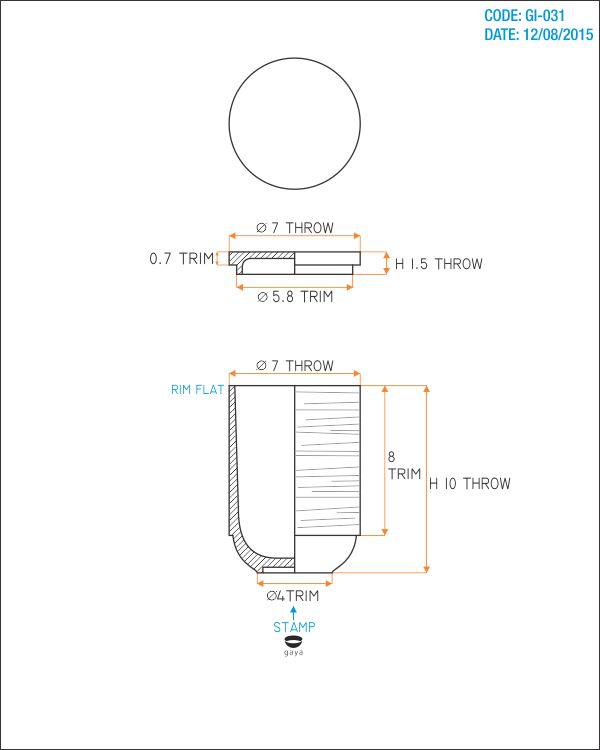 CODE: GI-031
DATE: 12/08/2015
Ø 7 THROW
0.7 TRIM
H 1.5 THROW
Ø 5.8 TRIM
Ø 7 THROW
RIM FLAT
8
TRIM
H 10 THROW
Ø4TRIM
STAMP
gaya